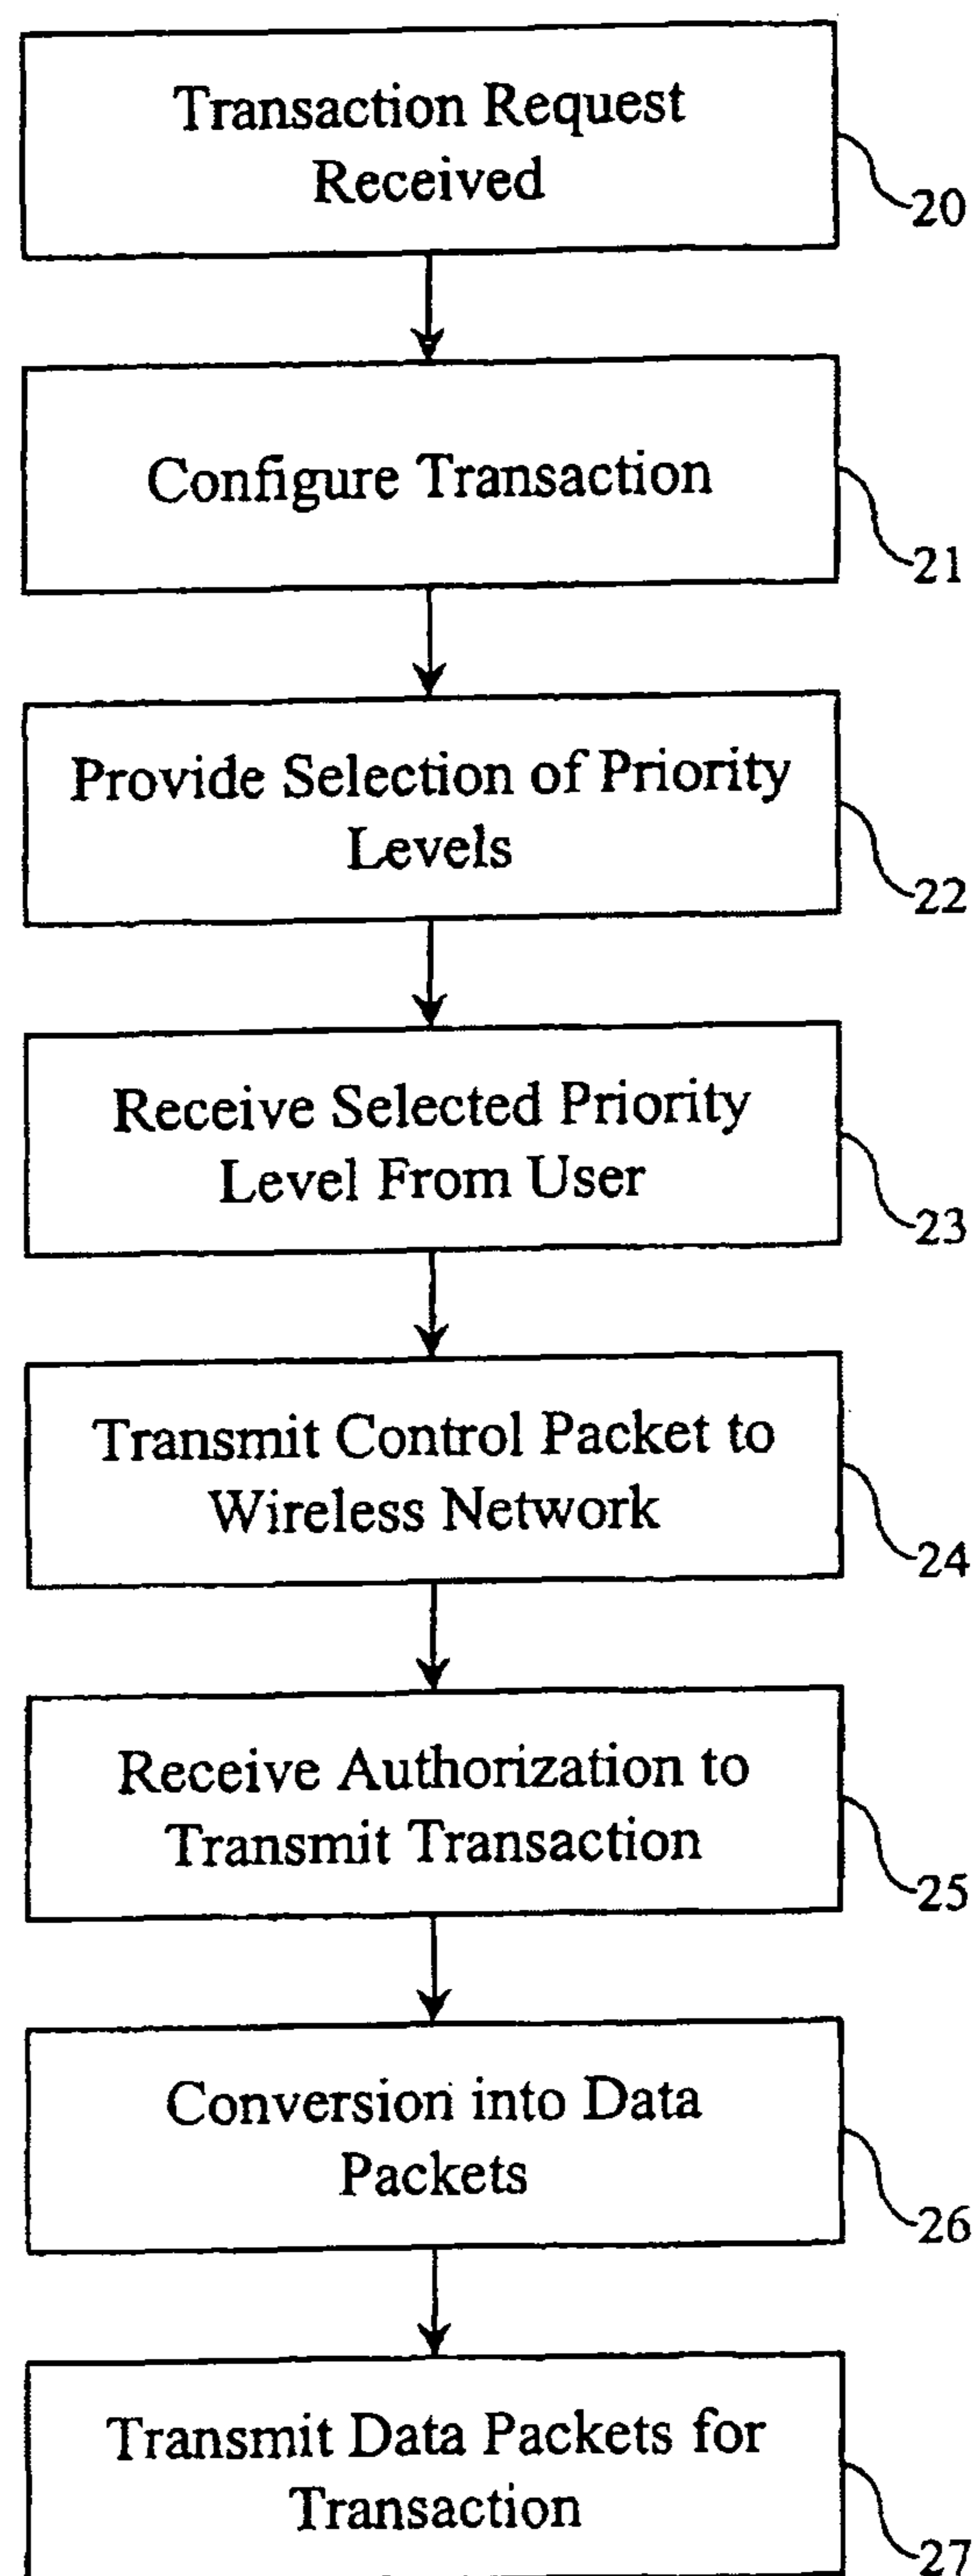 Transaction Request
Received
20
Configure Transaction
21
Provide Selection of Priority
Levels
22
Receive Selected Priority
Level From User
23
Transmit Control Packet to
Wireless Network
24
Receive Authorization to
Transmit Transaction
25
Conversion into Data
Packets
26
Transmit Data Packets for
Transaction
27